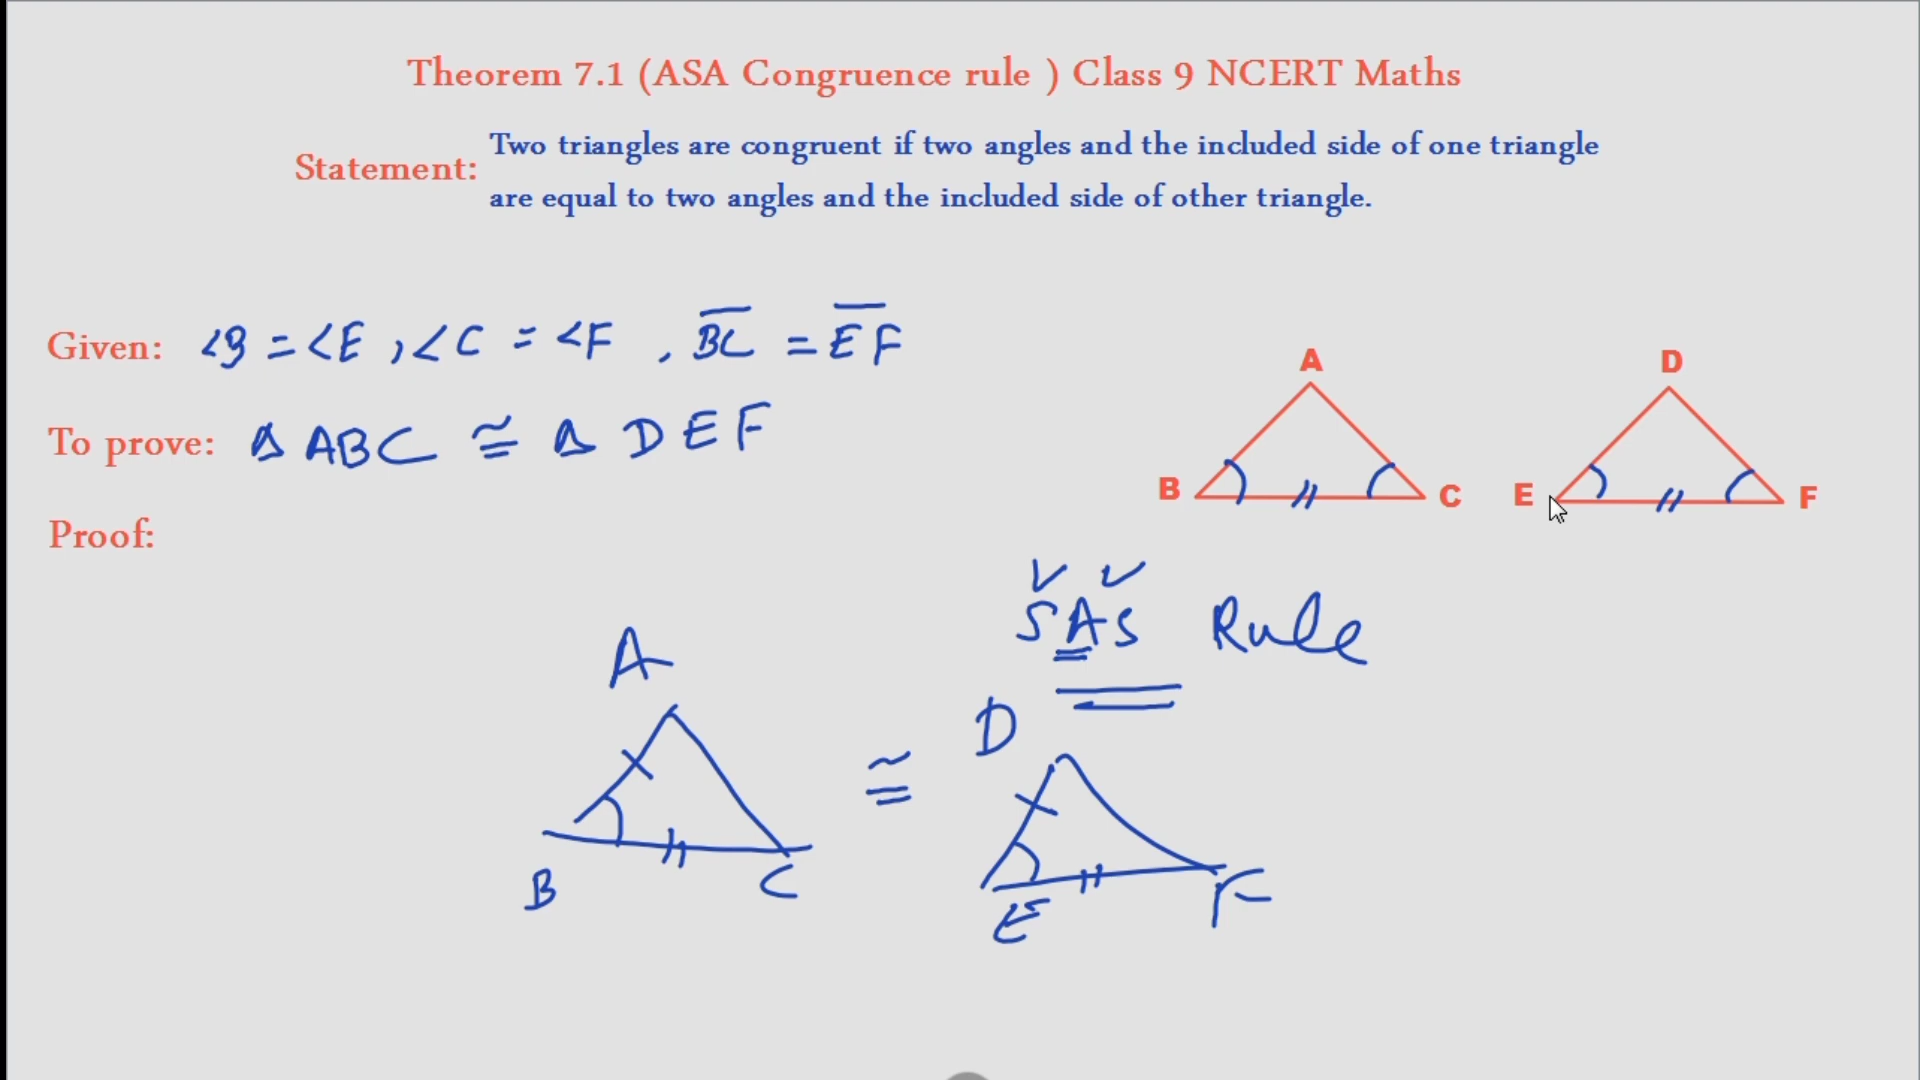 Theorem 7.1 (ASA Congruence rule ) Class 9 NCERT Maths
Statement: Two triangles are congruent if two angles and the included side of one triangle
are equal to two angles and the included side of other triangle.
Given: ∠B = ∠E , ∠C = ∠F , B̅C̅ = E̅F̅
To prove: Δ ABC ≅ Δ DEF
A
D
B
C
E
F
Proof:
SAS Rule
A
D
≅
B
C
E
F